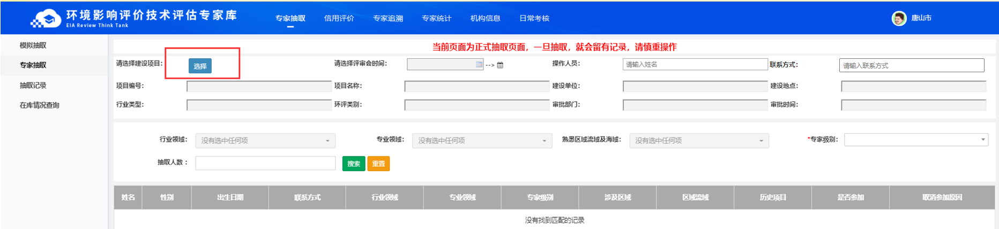 环境影响评价技术评估专家库
EIA Review Think Tank
专家抽取 信用评价 专家追溯 专家统计 机构信息 日常考核
唐山市
模拟抽取
专家抽取
抽取记录
在库情况查询
当前页面为正式抽取页面，一旦抽取，就会留有记录，请慎重操作
请选择建设项目： 选择 请选择评审会时间： --> 操作人员： 请输入姓名 联系方式： 请输入联系方式
项目编号： 项目名称： 建设单位： 建设地点：
行业类型： 环评类别： 审批部门： 审批时间：
行业领域： 没有选中任何项 专业领域： 没有选中任何项 熟悉区域流域及海域： 没有选中任何项 *专家级别：
抽取人数： 搜索 重置
姓名 性别 出生日期 联系方式 行业领域 专业领域 专家级别 涉及区域 区域流域 历史项目 是否参加 取消参加原因
没有找到匹配的记录